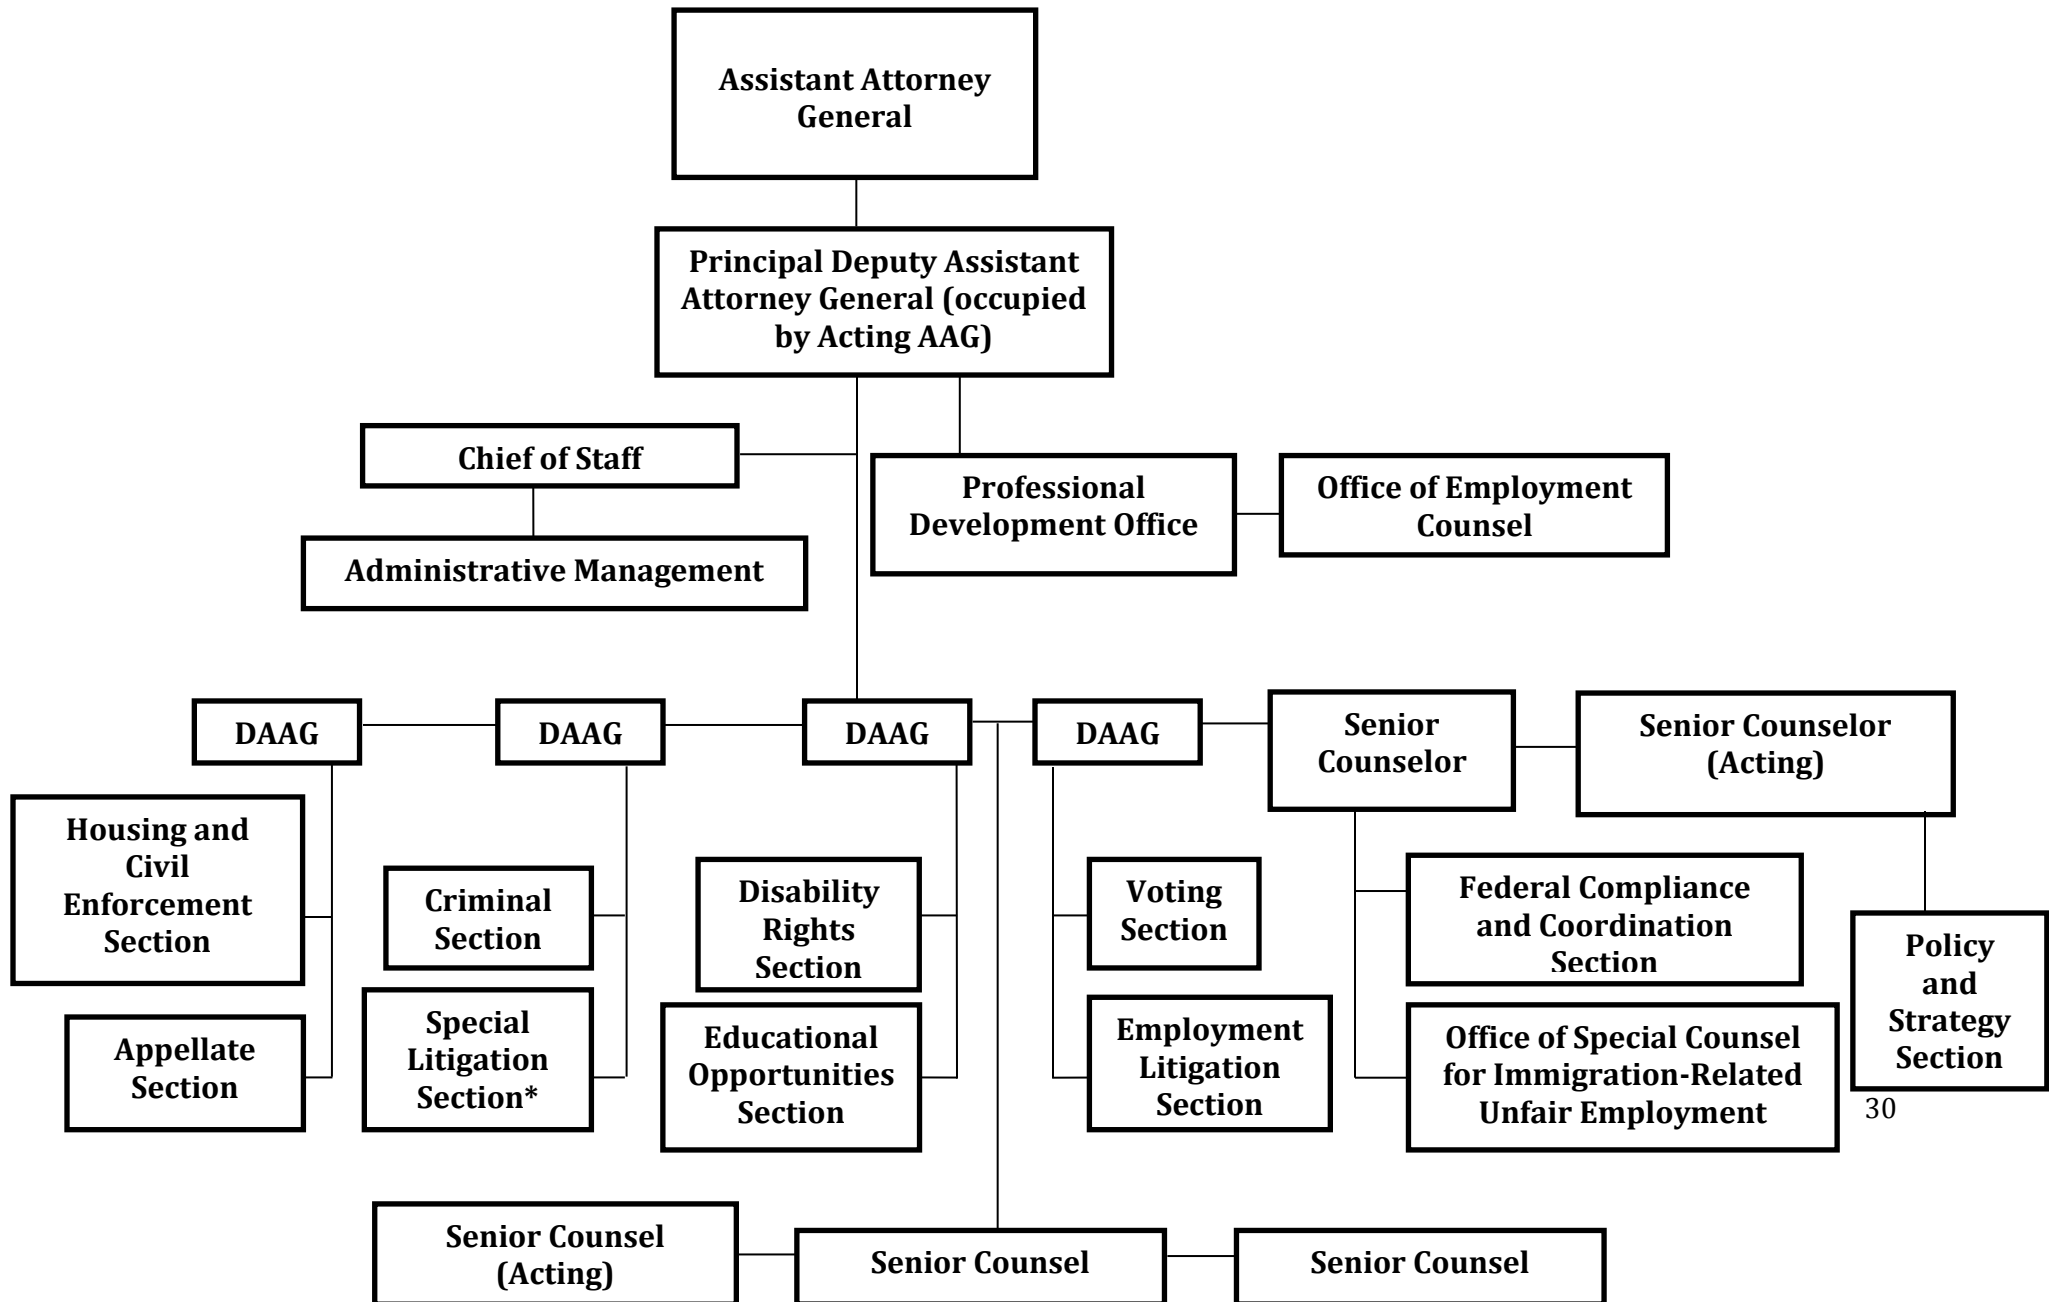 Assistant Attorney
General
Principal Deputy Assistant
Attorney General (occupied
by Acting AAG)
Chief of Staff
Administrative Management
Professional
Development Office
Office of Employment
Counsel
DAAG
DAAG
DAAG
DAAG
Senior
Counselor
Senior Counselor
(Acting)
Housing and
Civil
Enforcement
Section
Appellate
Section
Criminal
Section
Special
Litigation
Section*
Disability
Rights
Section
Educational
Opportunities
Section
Voting
Section
Employment
Litigation
Section
Federal Compliance
and Coordination
Section
Office of Special Counsel
for Immigration-Related
Unfair Employment
Policy
and
Strategy
Section
30
Senior Counsel
(Acting)
Senior Counsel
Senior Counsel